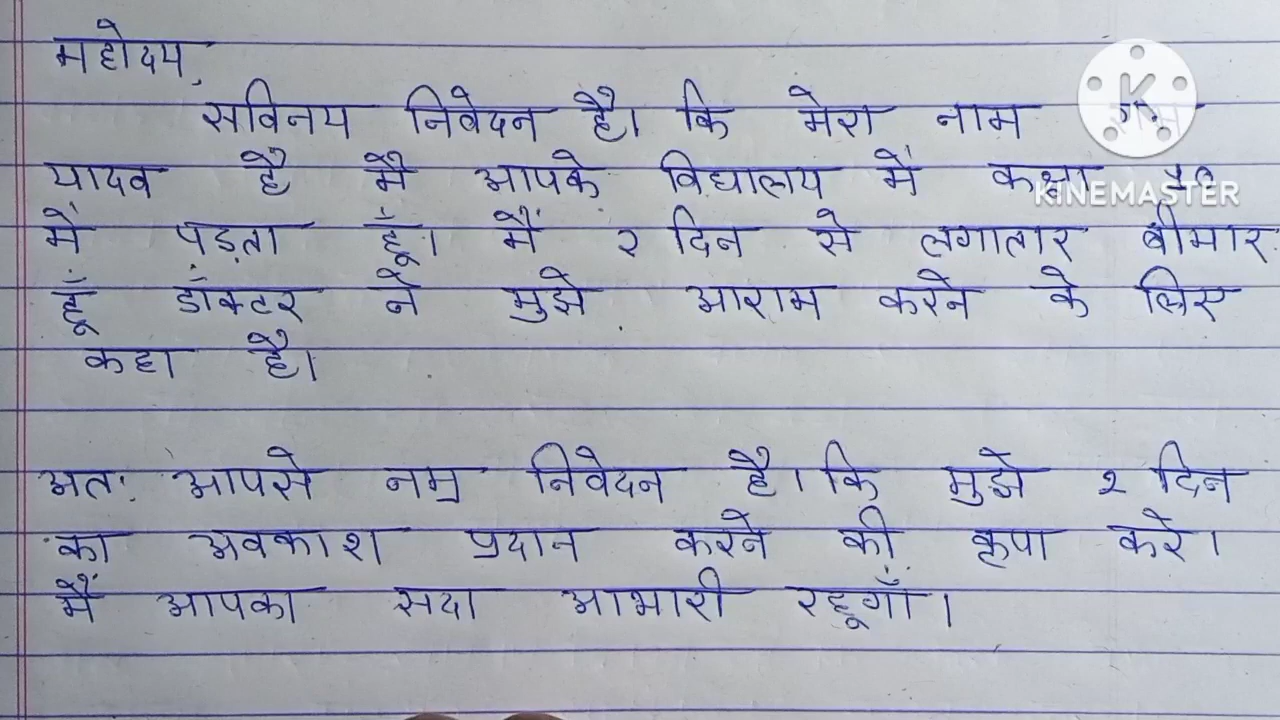 महोदय,
सविनय निवेदन है। कि मेरा नाम
यादव है मैं आपके विद्यालय में कक्षा
में पड़ता हूँ। मैं २ दिन से लगातार बीमार
हूँ डॉक्टर ने मुझे आराम करने के लिए
कहा है।
अतः आपसे नम्र निवेदन है। कि मुझे २ दिन
का अवकाश प्रदान करने की कृपा करे।
मैं आपका सदा आभारी रहूगाँ।
K
KINEMASTER